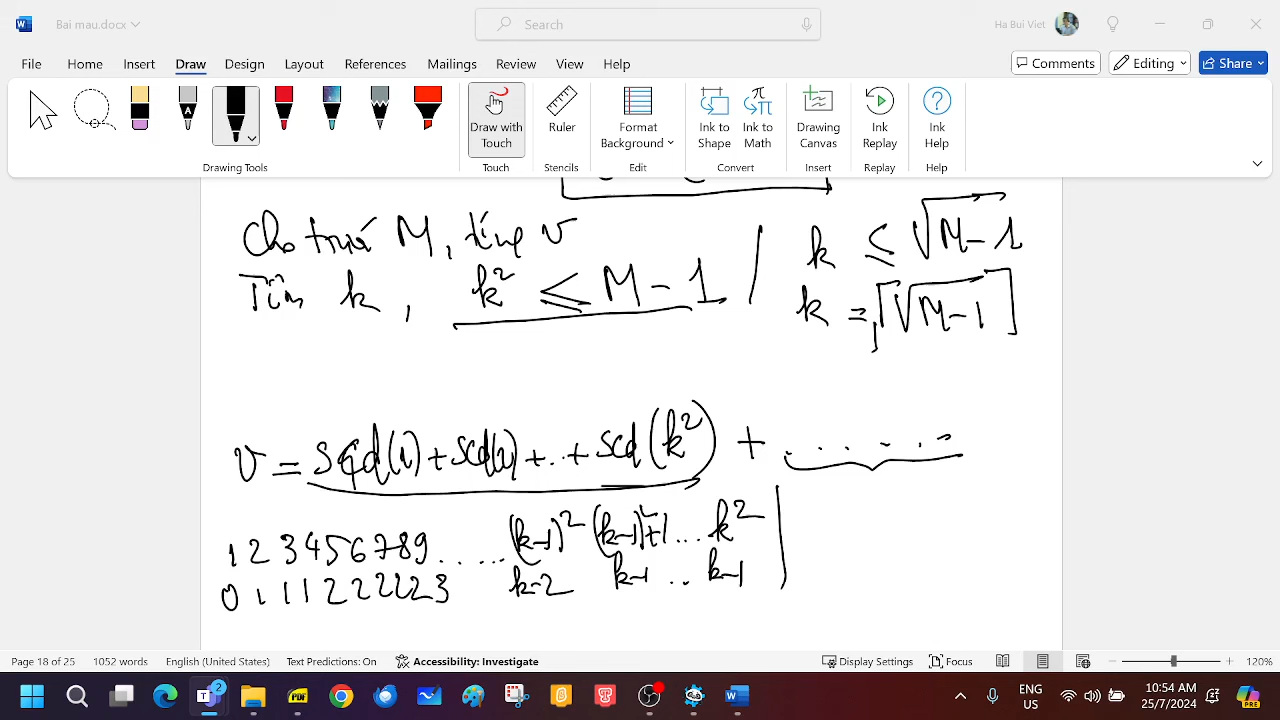 Bai mau.docx
Search
Ha Bui Viet
File Home Insert Draw Design Layout References Mailings Review View Help
Comments Editing Share
Draw with Touch
Ruler
Format Background
Ink to Shape
Ink to Math
Drawing Canvas
Ink Replay
Ink Help
Drawing Tools Touch Stencils Edit Convert Insert Replay Help
Cho trước M, tổng v | k ≤ √M-1
Tìm k, k² ≤ M - 1 | k = [√M-1]
v = scd(1) + scd(2) + .. + scd(k²) + .....
1 2 3 4 5 6 7 8 9 ...... (k-1)² (k-1)²+1 ... k²
0 1 1 1 2 2 2 2 2 3 k-2 k-1 .. k-1
Page 18 of 25 1052 words English (United States) Text Predictions: On Accessibility: Investigate Display Settings Focus 120%
2 PDF ENG US 10:54 AM 25/7/2024 PRE